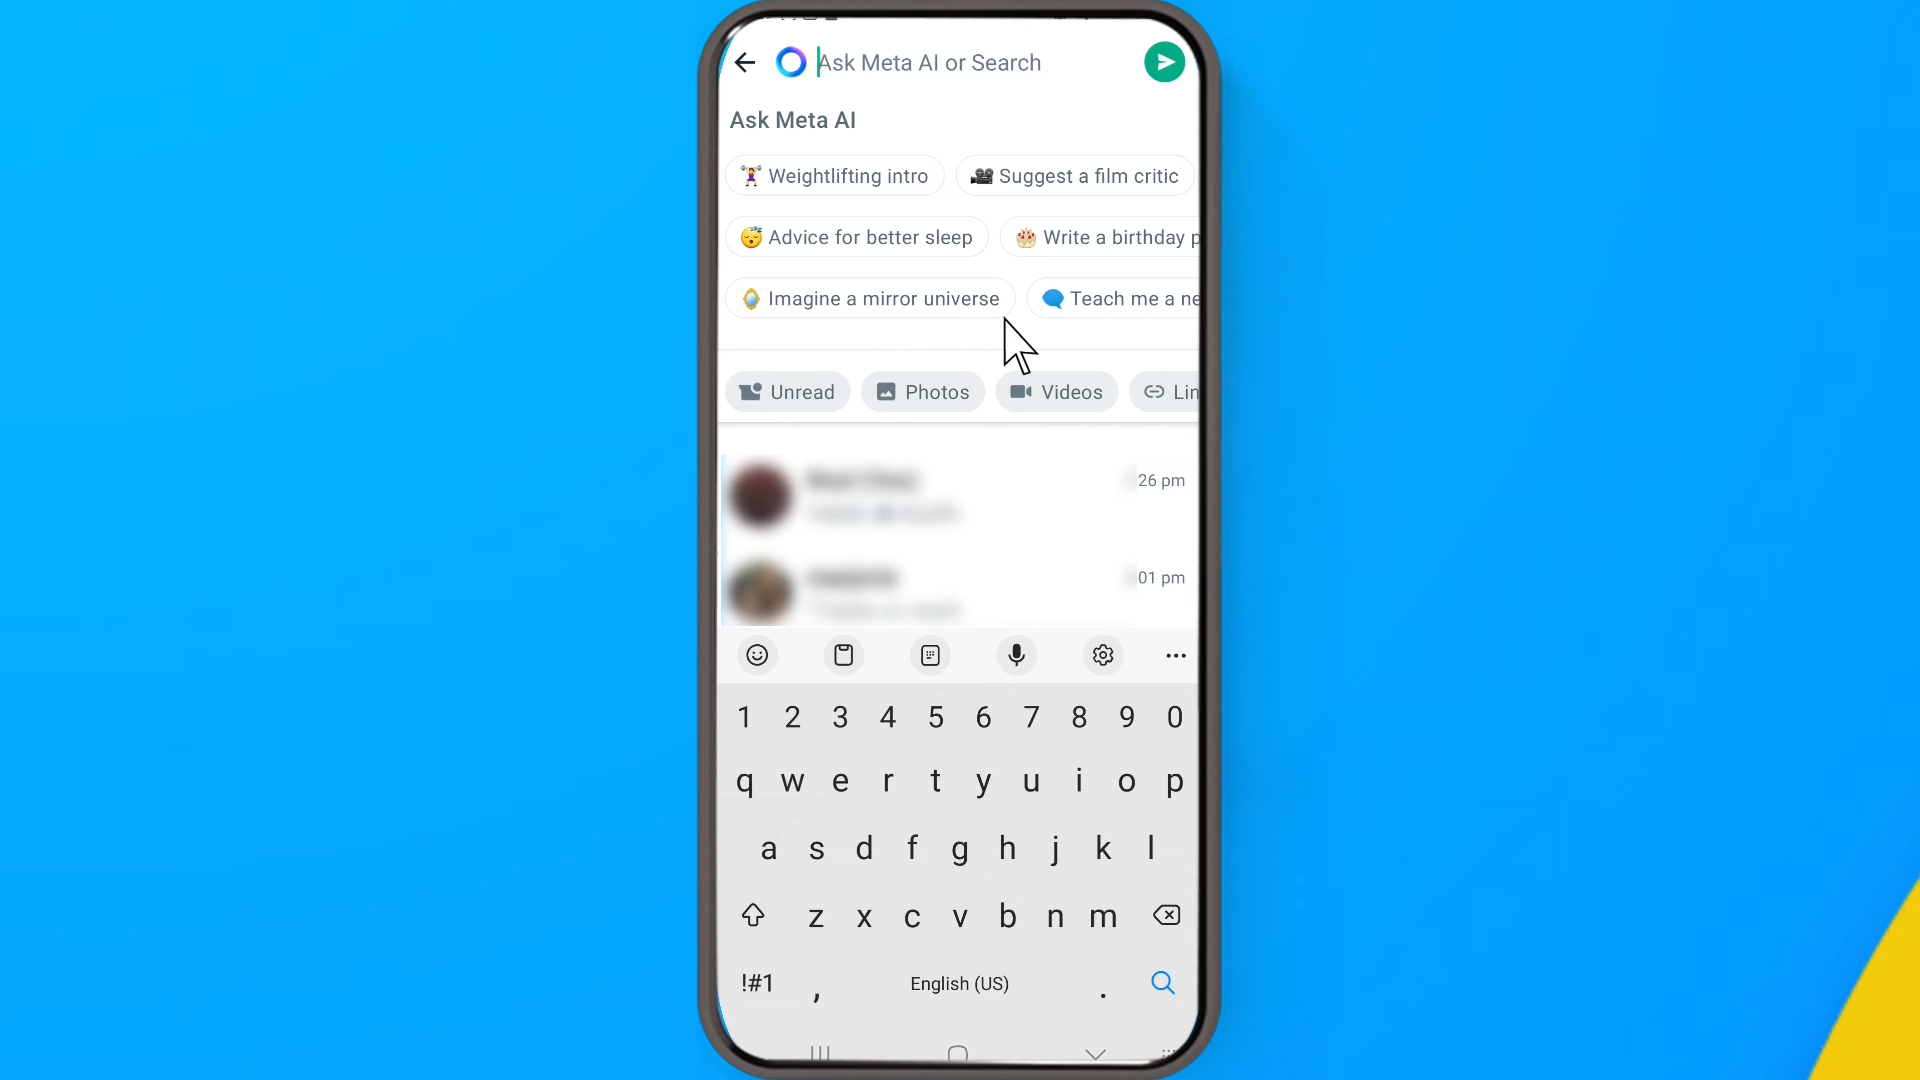 Ask Meta AI or Search
Ask Meta AI
Weightlifting intro
Suggest a film critic
Advice for better sleep
Write a birthday p
Imagine a mirror universe
Teach me a ne
Unread
Photos
Videos
Lin
26 pm
01 pm
1 2 3 4 5 6 7 8 9 0
q w e r t y u i o p
a s d f g h j k l
z x c v b n m
!#1 , English (US) .